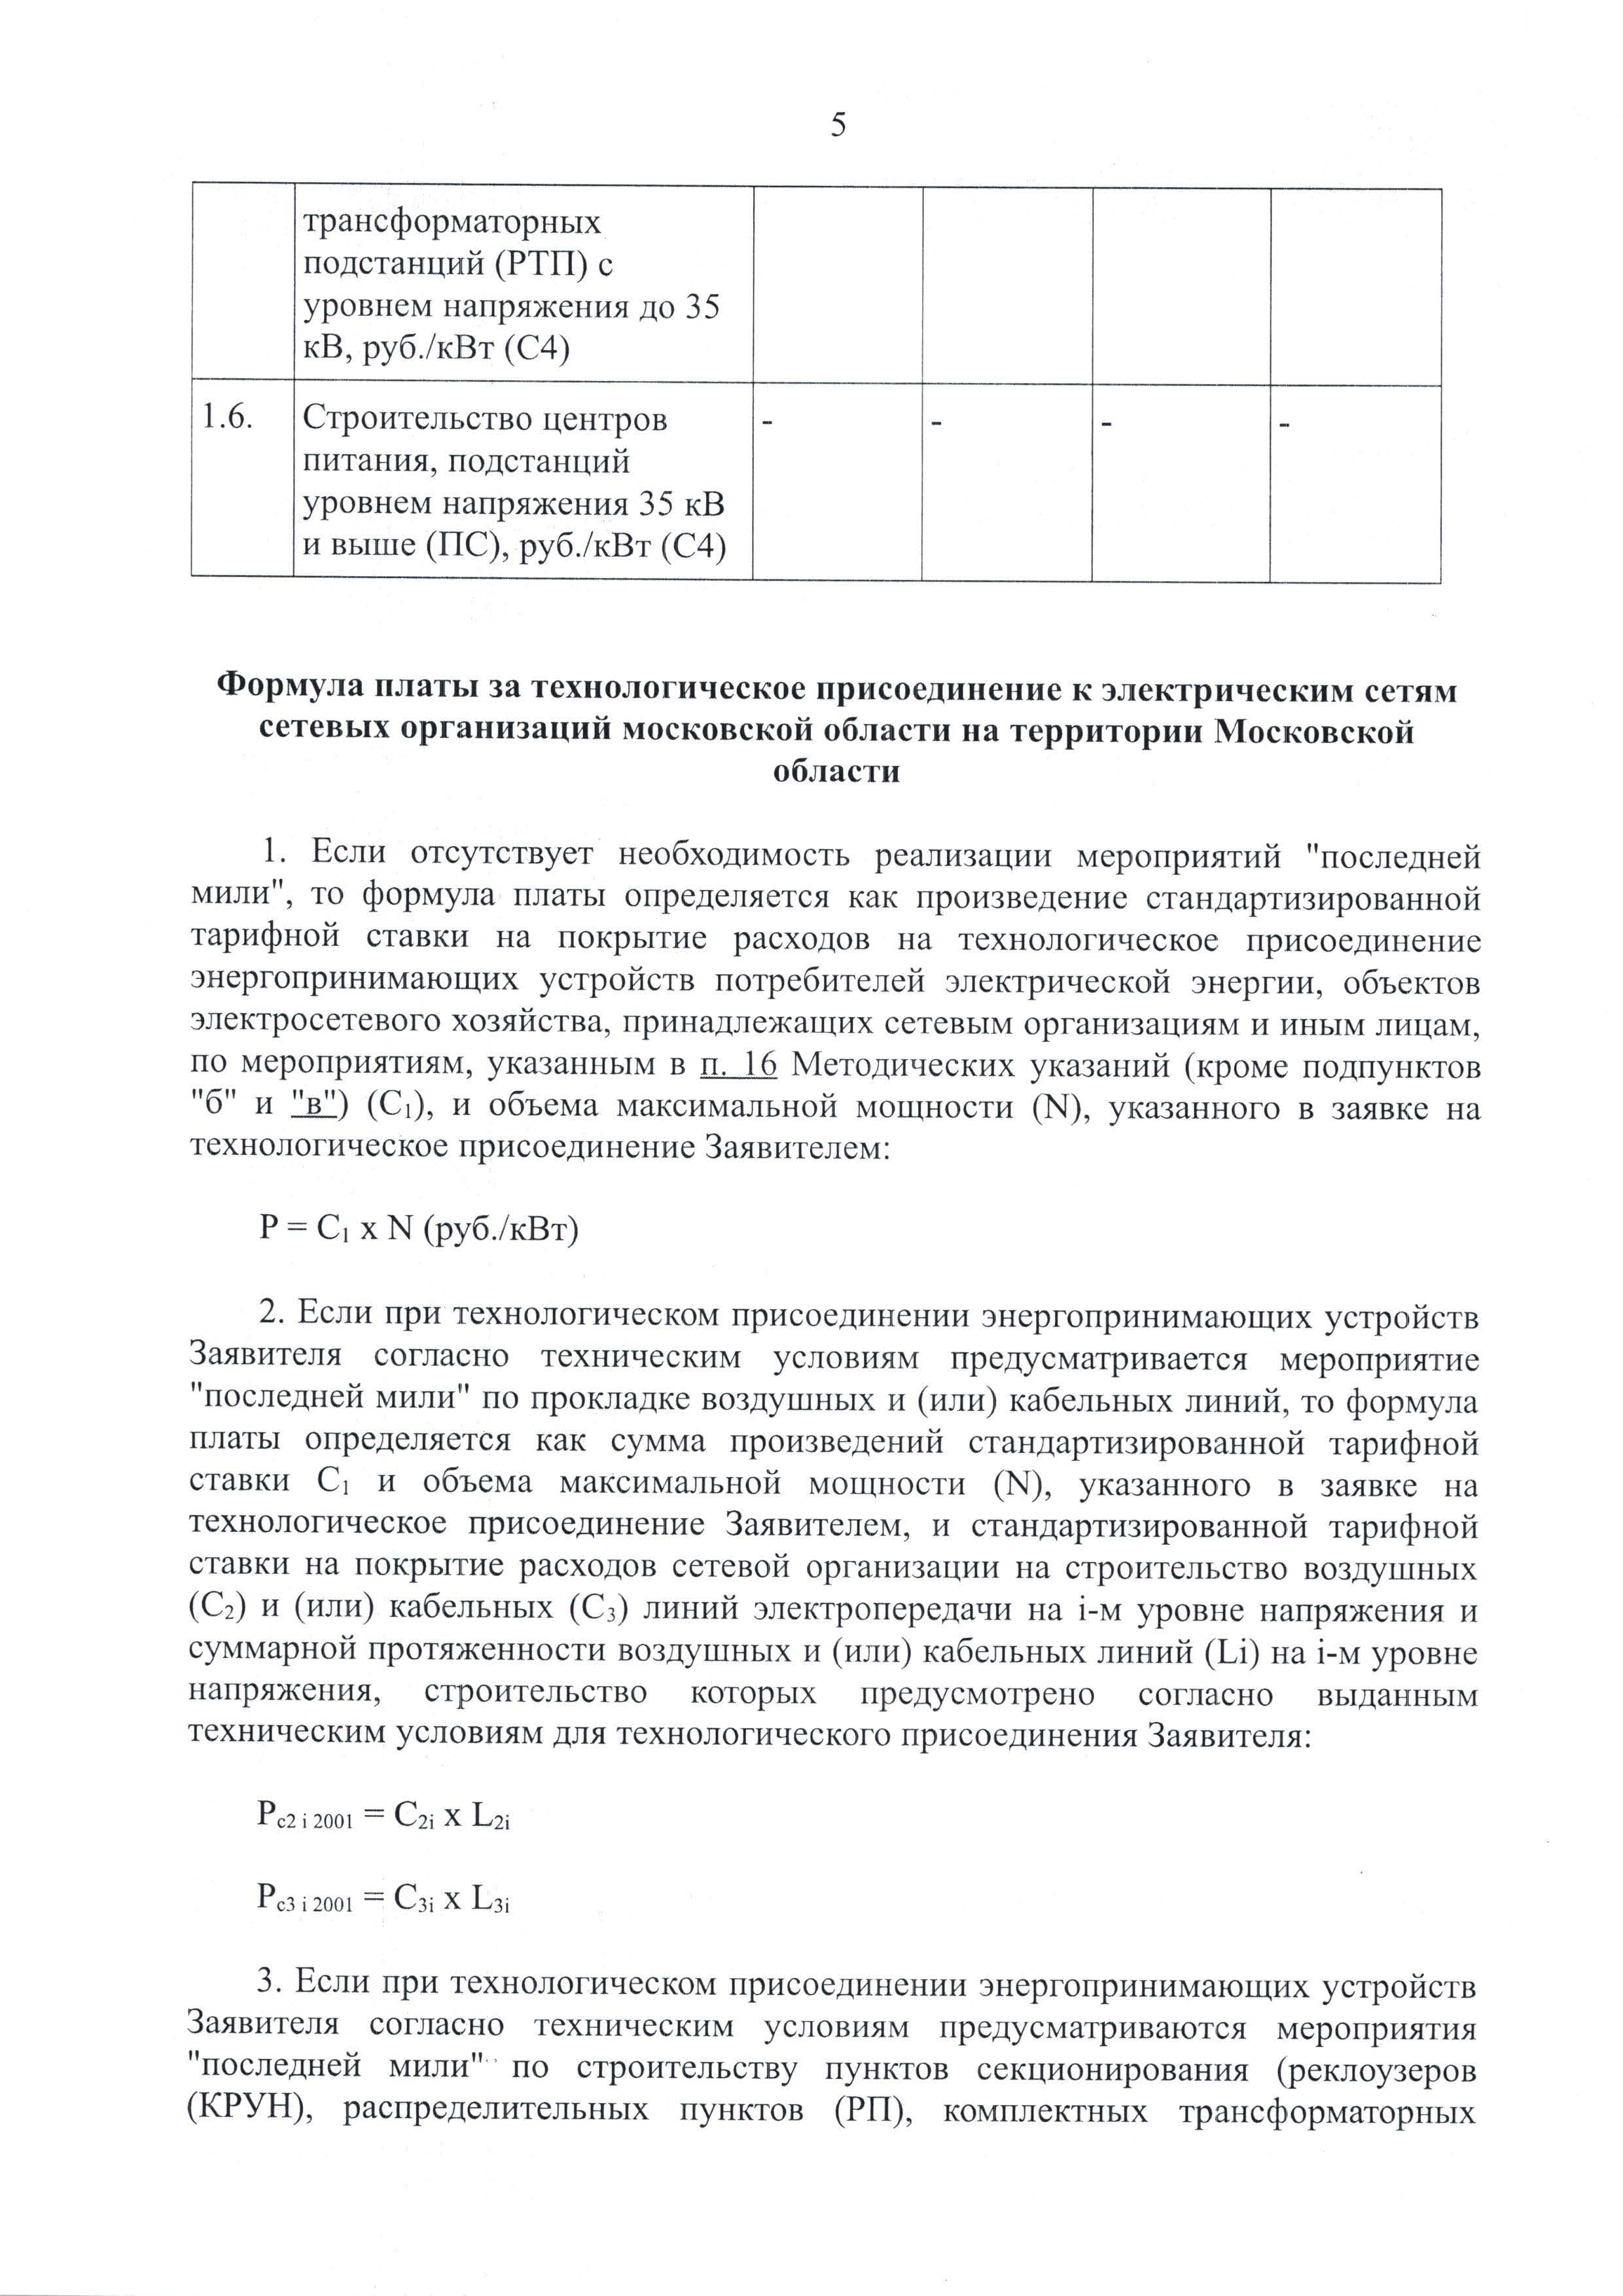 5
трансформаторных
подстанций (РТП) с
уровнем напряжения до 35
кВ, руб./кВт (С4)
1.6.
Строительство центров
питания, подстанций
уровнем напряжения 35 кВ
и выше (ПС), руб./кВт (С4)
-
-
-
-
Формула платы за технологическое присоединение к электрическим сетям
сетевых организаций московской области на территории Московской
области
1. Если отсутствует необходимость реализации мероприятий "последней
мили", то формула платы определяется как произведение стандартизированной
тарифной ставки на покрытие расходов на технологическое присоединение
энергопринимающих устройств потребителей электрической энергии, объектов
электросетевого хозяйства, принадлежащих сетевым организациям и иным лицам,
по мероприятиям, указанным в п. 16 Методических указаний (кроме подпунктов
"б" и "в") (С₁), и объема максимальной мощности (N), указанного в заявке на
технологическое присоединение Заявителем:
P = С₁ x N (руб./кВт)
2. Если при технологическом присоединении энергопринимающих устройств
Заявителя согласно техническим условиям предусматривается мероприятие
"последней мили" по прокладке воздушных и (или) кабельных линий, то формула
платы определяется как сумма произведений стандартизированной тарифной
ставки С₁ и объема максимальной мощности (N), указанного в заявке на
технологическое присоединение Заявителем, и стандартизированной тарифной
ставки на покрытие расходов сетевой организации на строительство воздушных
(С₂) и (или) кабельных (С₃) линий электропередачи на i-м уровне напряжения и
суммарной протяженности воздушных и (или) кабельных линий (Li) на i-м уровне
напряжения, строительство которых предусмотрено согласно выданным
техническим условиям для технологического присоединения Заявителя:
Pс2 i 2001 = С2i x L2i
Pс3 i 2001 = С3i x L3i
3. Если при технологическом присоединении энергопринимающих устройств
Заявителя согласно техническим условиям предусматриваются мероприятия
"последней мили" по строительству пунктов секционирования (реклоузеров
(КРУН), распределительных пунктов (РП), комплектных трансформаторных